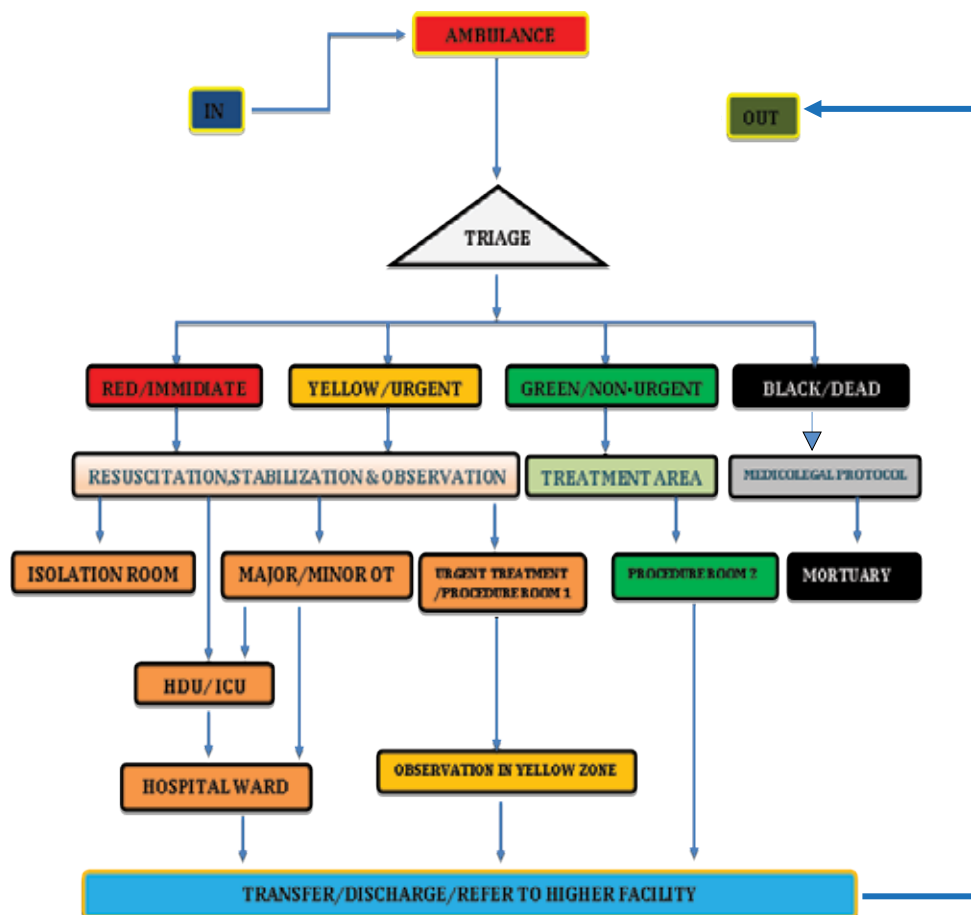 AMBULANCE
IN
OUT
TRIAGE
RED/IMMIDIATE
YELLOW/URGENT
GREEN/NON-URGENT
BLACK/DEAD
RESUSCITATION,STABILIZATION & OBSERVATION
TREATMENT AREA
MEDICOLEGAL PROTOCOL
ISOLATION ROOM
MAJOR/MINOR OT
URGENT TREATMENT
/PROCEDURE ROOM 1
PROCEDURE ROOM 2
MORTUARY
HDU/ ICU
HOSPITAL WARD
OBSERVATION IN YELLOW ZONE
TRANSFER/DISCHARGE/REFER TO HIGHER FACILITY